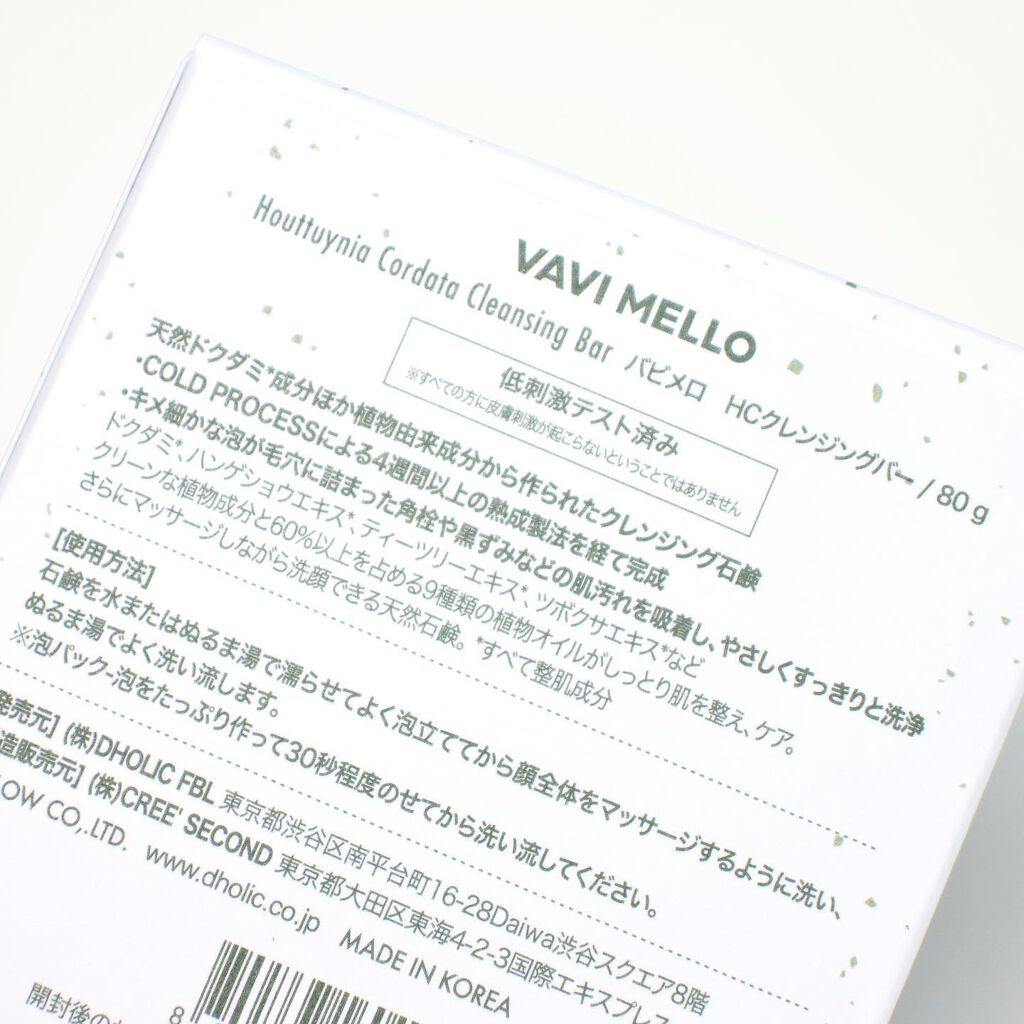 VAVI MELLO
Houttuynia Cordata Cleansing Bar バビメロ HCクレンジングバー / 80 g
低刺激テスト済み
※すべての方に皮膚刺激が起こらないということではありません
天然ドクダミ*成分ほか植物由来成分から作られたクレンジング石鹸
・COLD PROCESSによる4週間以上の熟成製法を経て完成
・キメ細かな泡が毛穴に詰まった角栓や黒ずみなどの肌汚れを吸着し、やさしくすっきりと洗浄
ドクダミ*、ハンゲショウエキス*、ティーツリーエキス*、ツボクサエキス*など
クリーンな植物成分と60%以上を占める9種類の植物オイルがしっとり肌を整え、ケア。
さらにマッサージしながら洗顔できる天然石鹸。*すべて整肌成分
[使用方法]
石鹸を水またはぬるま湯で濡らせてよく泡立ててから顔全体をマッサージするように洗い、
ぬるま湯でよく洗い流します。
※泡パック-泡をたっぷり作って30秒程度のせてから洗い流してください。
発売元] (株)DHOLIC FBL 東京都渋谷区南平台町16-28Daiwa渋谷スクエア8階
造販売元] (株)CREE' SECOND 東京都大田区東海4-2-3国際エキスプレ
OW CO,.LTD. www.dholic.co.jp MADE IN KOREA
8
開封後の